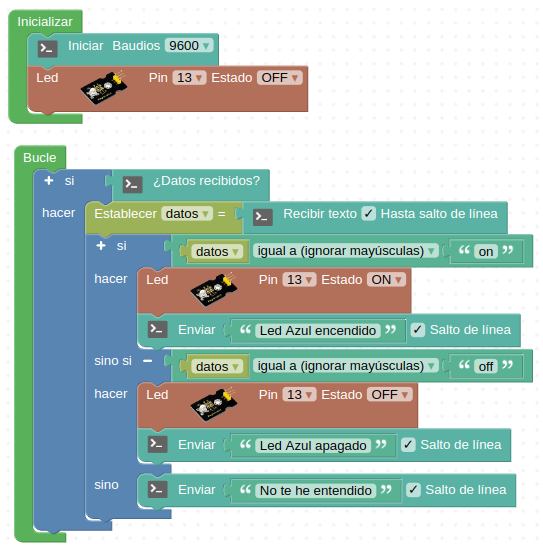 Inicializar
Iniciar Baudios 9600
Led Pin 13 Estado OFF
Bucle
si ¿Datos recibidos?
hacer Establecer datos = Recibir texto ✓ Hasta salto de línea
si datos igual a (ignorar mayúsculas) “ on ”
hacer Led Pin 13 Estado ON
Enviar “ Led Azul encendido ” ✓ Salto de línea
sino si datos igual a (ignorar mayúsculas) “ off ”
hacer Led Pin 13 Estado OFF
Enviar “ Led Azul apagado ” ✓ Salto de línea
sino Enviar “ No te he entendido ” ✓ Salto de línea